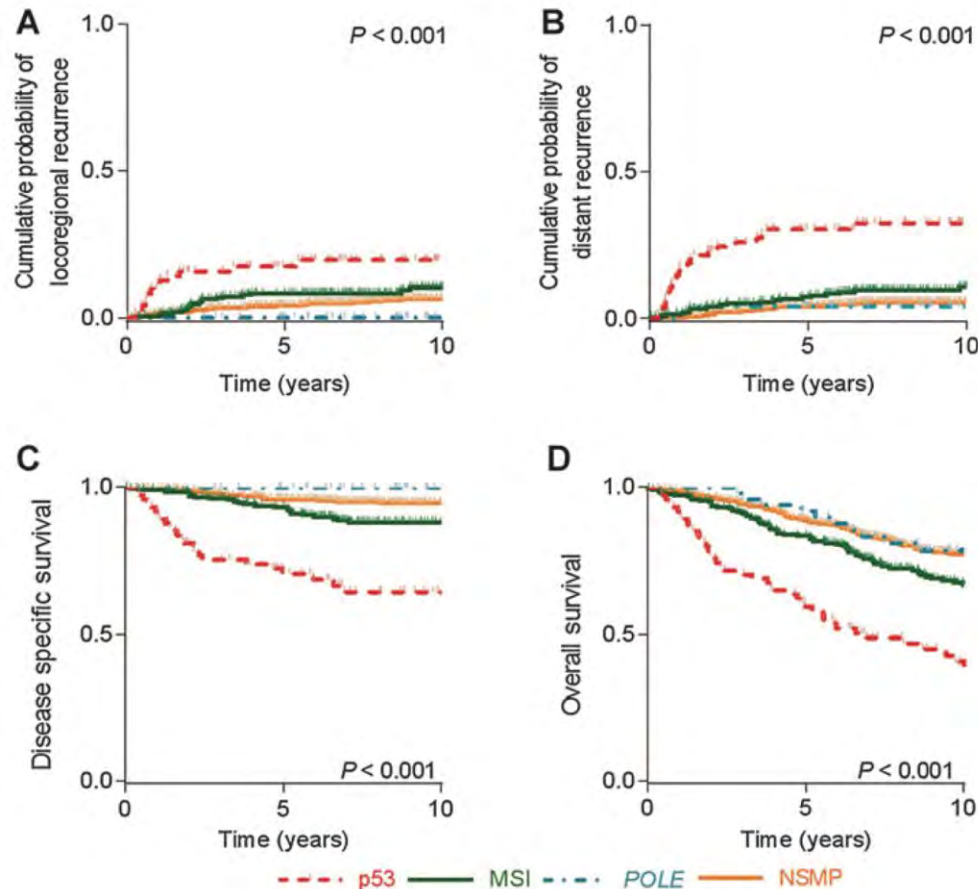 A
1.0
P < 0.001
Cumulative probability of
locoregional recurrence
0.5
0.0
0
5
10
Time (years)
B
1.0
P < 0.001
Cumulative probability of
distant recurrence
0.5
0.0
0
5
10
Time (years)
C
1.0
Disease specific survival
0.5
0.0
P < 0.001
0
5
10
Time (years)
D
1.0
Overall survival
0.5
0.0
P < 0.001
0
5
10
Time (years)
p53 MSI POLE NSMP